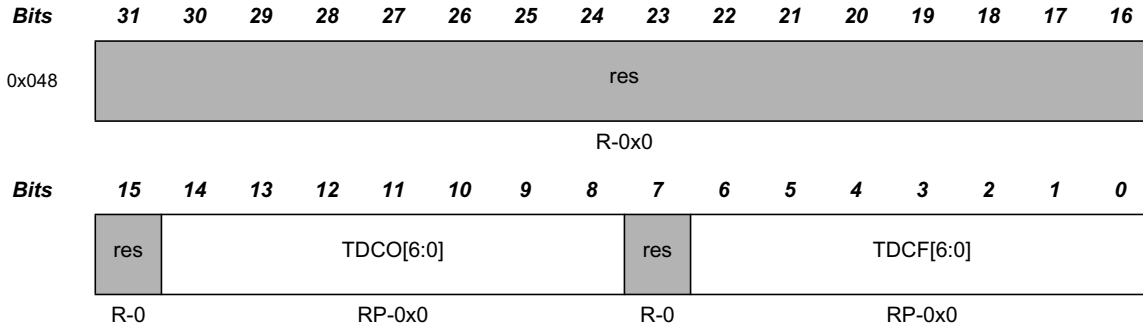 Bits 31 30 29 28 27 26 25 24 23 22 21 20 19 18 17 16
0x048 res
R-0x0
Bits 15 14 13 12 11 10 9 8 7 6 5 4 3 2 1 0
res TDCO[6:0] res TDCF[6:0]
R-0 RP-0x0 R-0 RP-0x0